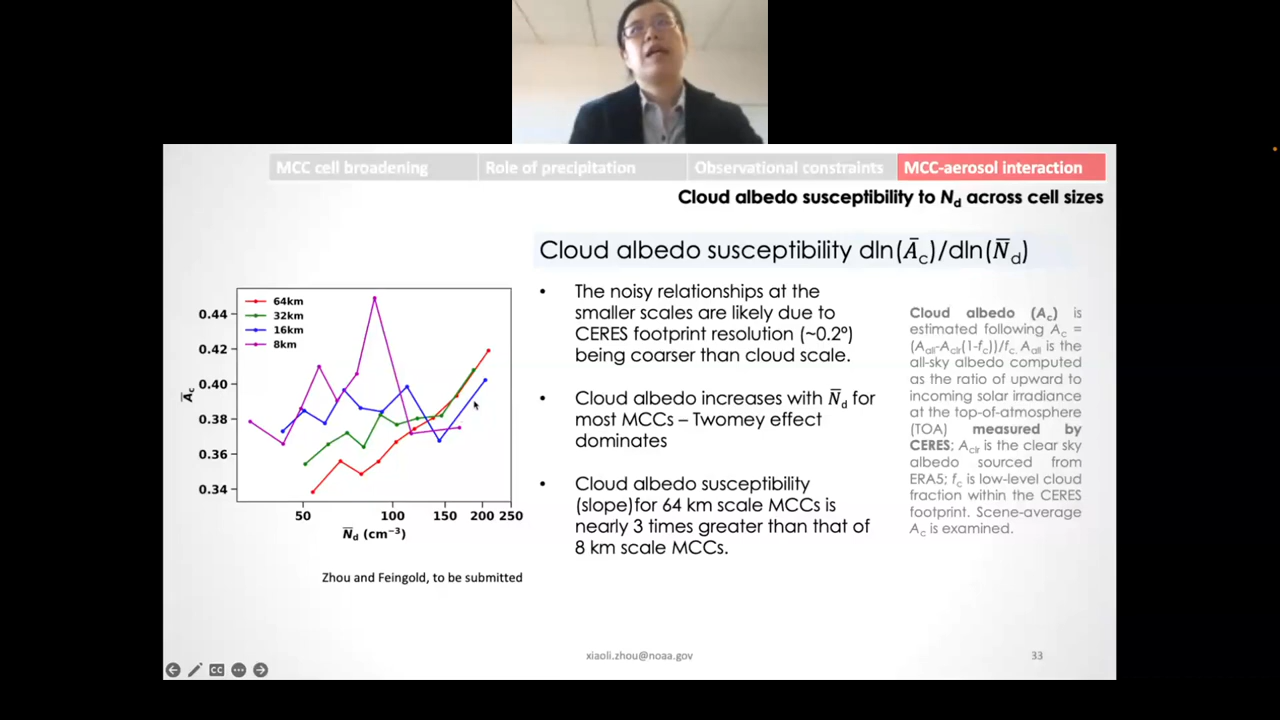 MCC cell broadening
Role of precipitation
Observational constraints
MCC-aerosol interaction
Cloud albedo susceptibility to Nd across cell sizes
Cloud albedo susceptibility dln(A̅c)/dln(N̅d)
• The noisy relationships at the
smaller scales are likely due to
CERES footprint resolution (~0.2º)
being coarser than cloud scale.
• Cloud albedo increases with N̅d for
most MCCs – Twomey effect
dominates
• Cloud albedo susceptibility
(slope)for 64 km scale MCCs is
nearly 3 times greater than that of
8 km scale MCCs.
Cloud albedo (Ac) is
estimated following Ac =
(Aall-Aclr(1-fc))/fc. Aall is the
all-sky albedo computed
as the ratio of upward to
incoming solar irradiance
at the top-of-atmosphere
(TOA) measured by
CERES; Aclr is the clear sky
albedo sourced from
ERA5; fc is low-level cloud
fraction within the CERES
footprint. Scene-average
Ac is examined.
64km
32km
16km
8km
0.44
0.42
0.40
0.38
0.36
0.34
A̅c
50 100 150 200 250
N̅d (cm⁻³)
Zhou and Feingold, to be submitted
xiaoli.zhou@noaa.gov
33
CC